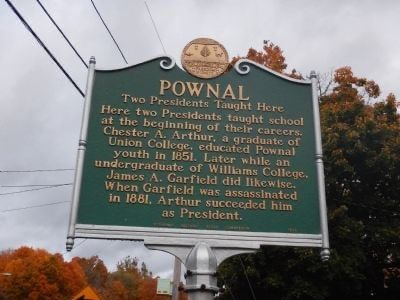 POWNAL
Two Presidents Taught Here
Here two Presidents taught school
at the beginning of their careers.
Chester A. Arthur, a graduate of
Union College, educated Pownal
youth in 1851. Later while an
undergraduate of Williams College,
James A. Garfield did likewise.
When Garfield was assassinated
in 1881, Arthur succeeded him
as President.